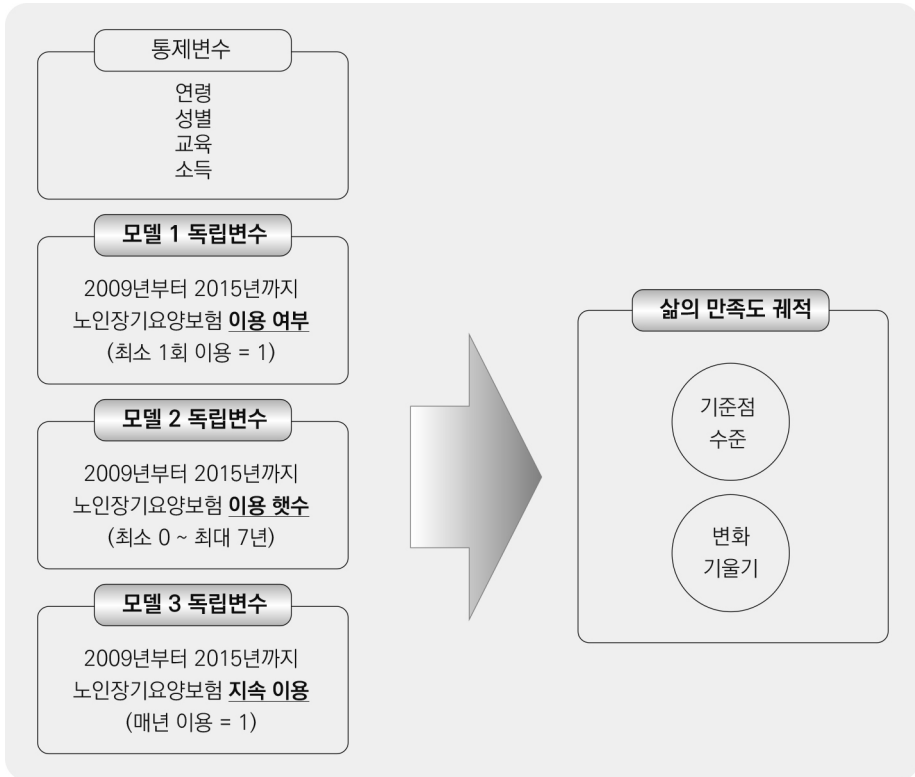 통제변수
연령
성별
교육
소득
모델 1 독립변수
2009년부터 2015년까지
노인장기요양보험 이용 여부
(최소 1회 이용 = 1)
모델 2 독립변수
2009년부터 2015년까지
노인장기요양보험 이용 햇수
(최소 0 ~ 최대 7년)
모델 3 독립변수
2009년부터 2015년까지
노인장기요양보험 지속 이용
(매년 이용 = 1)
삶의 만족도 궤적
기준점
수준
변화
기울기